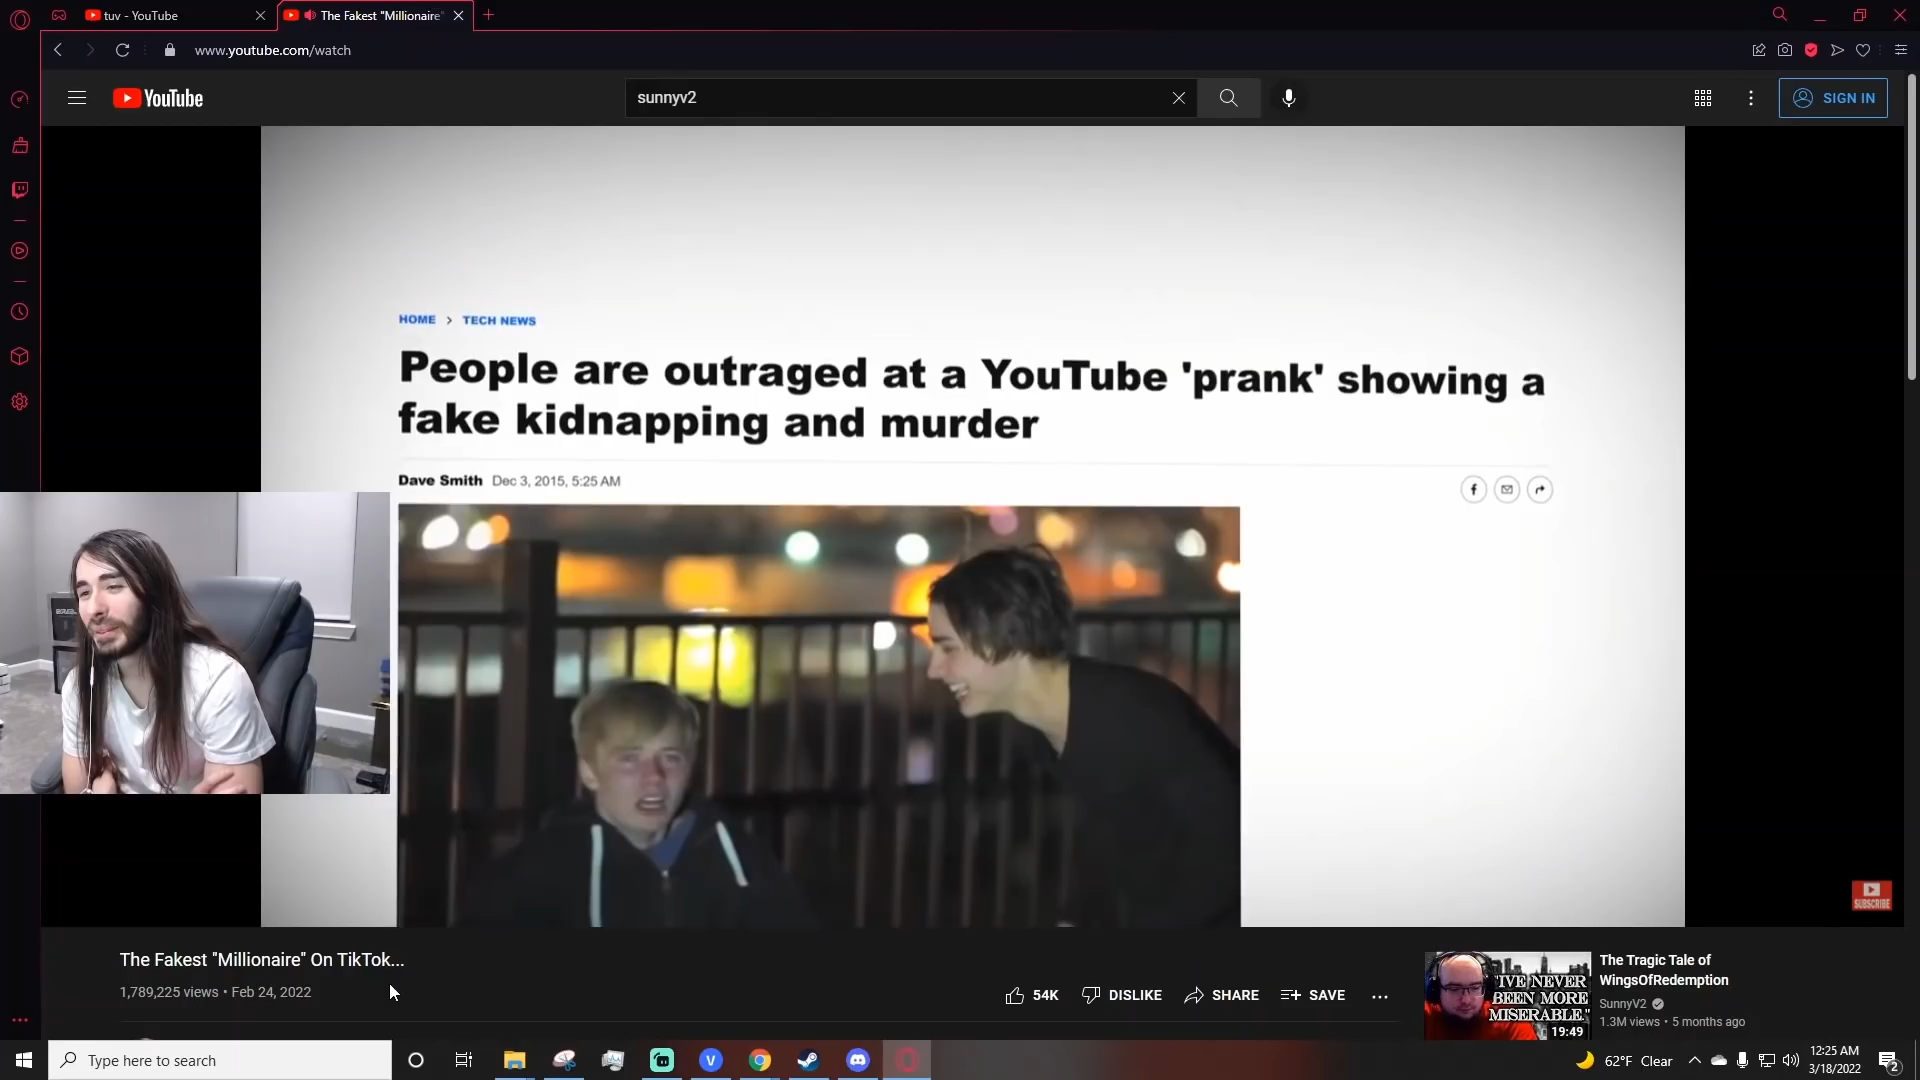 tuv - YouTube
The Fakest "Millionaire"
www.youtube.com/watch
YouTube
sunnyv2
SIGN IN
HOME > TECH NEWS
People are outraged at a YouTube 'prank' showing a
fake kidnapping and murder
Dave Smith Dec 3, 2015, 5:25 AM
SUBSCRIBE
The Fakest "Millionaire" On TikTok...
1,789,225 views • Feb 24, 2022
54K
DISLIKE
SHARE
SAVE
"IVE NEVER
BEEN MORE
MISERABLE."
19:49
The Tragic Tale of
WingsOfRedemption
SunnyV2
1.3M views • 5 months ago
Type here to search
62°F Clear
12:25 AM
3/18/2022
2